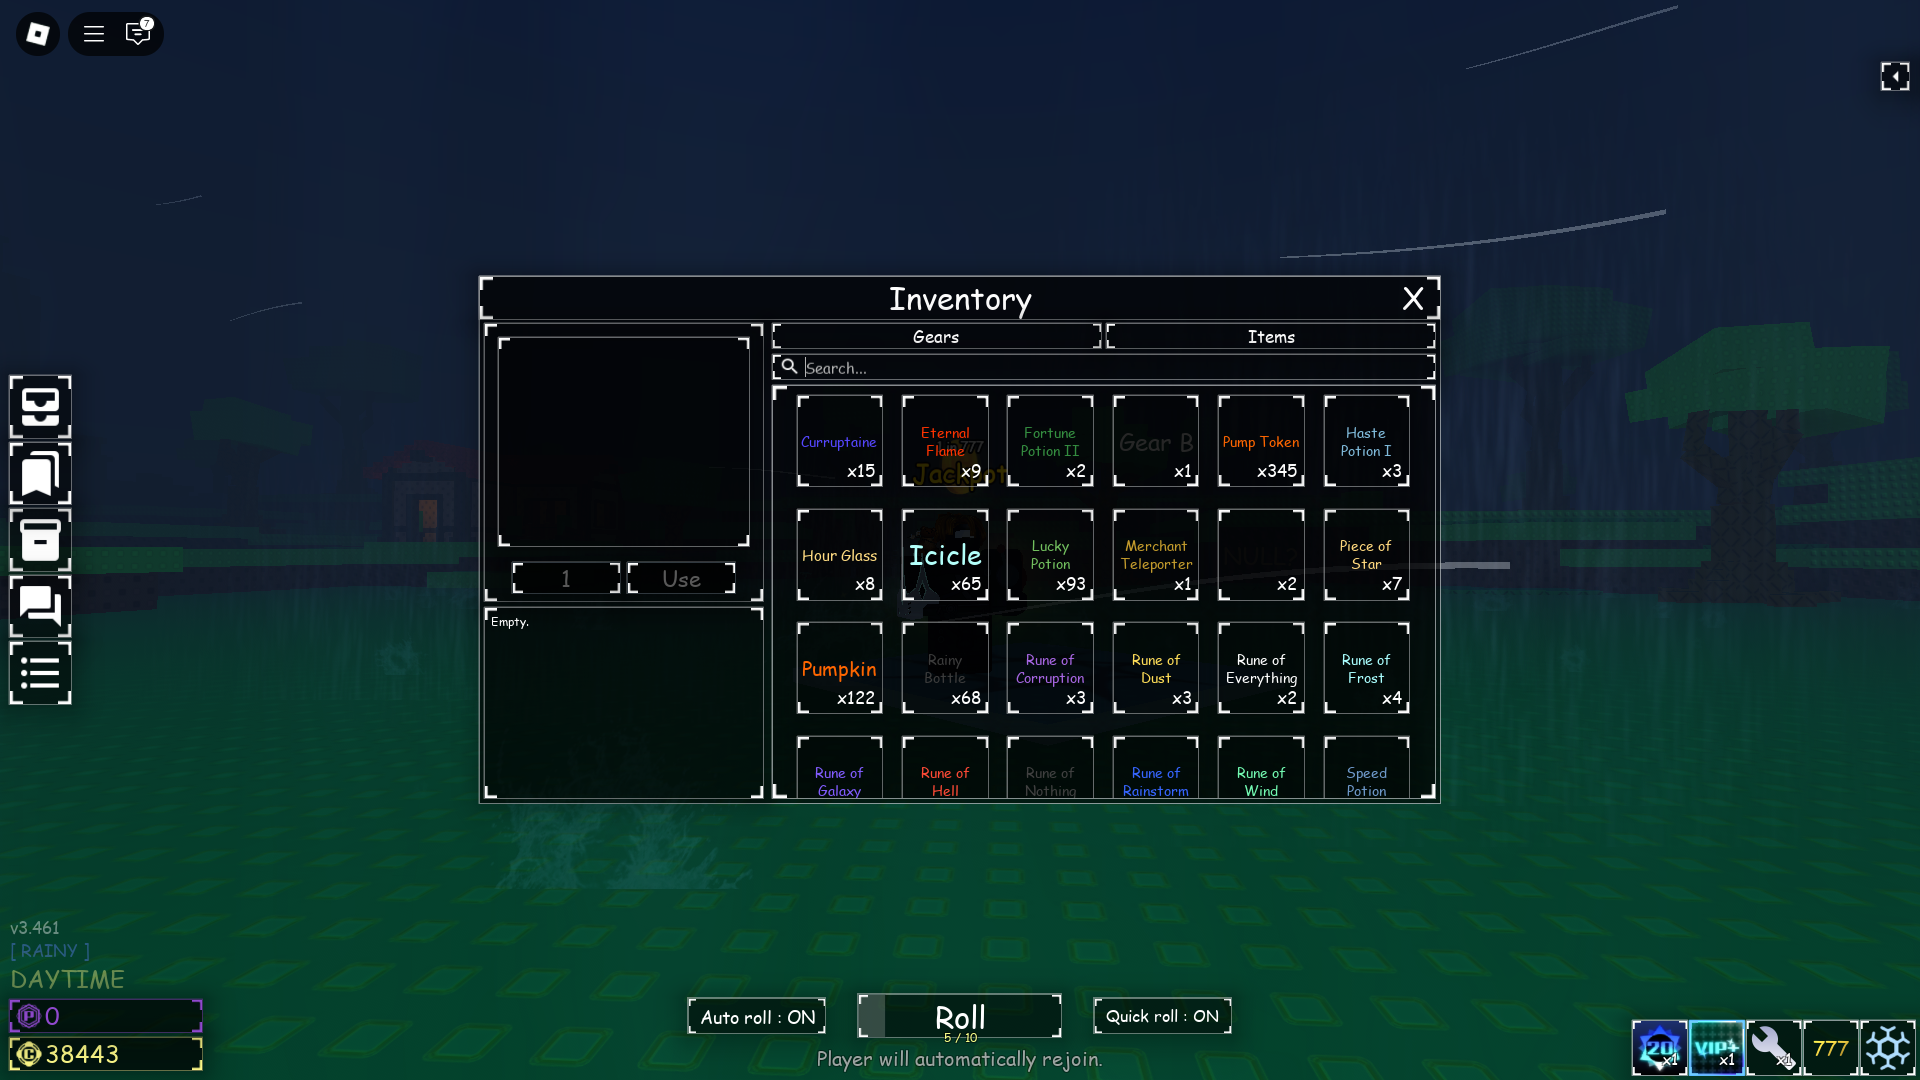 7
Inventory
X
Gears
Items
Search...
Curruptaine
x15
Eternal
Flame
x9
Fortune
Potion II
x2
Gear B
x1
Pump Token
x345
Haste
Potion I
x3
Jackpot
Hour Glass
x8
Icicle
x65
Lucky
Potion
x93
Merchant
Teleporter
x1
x2
Piece of
Star
x7
1
Use
Empty.
Pumpkin
x122
Rainy
Bottle
x68
Rune of
Corruption
x3
Rune of
Dust
x3
Rune of
Everything
x2
Rune of
Frost
x4
Rune of
Galaxy
Rune of
Hell
Rune of
Nothing
Rune of
Rainstorm
Rune of
Wind
Speed
Potion
v3.461
[ RAINY ]
DAYTIME
0
38443
Auto roll : ON
Roll
5 / 10
Quick roll : ON
Player will automatically rejoin.
20
x1
VIP+
x1
x1
777